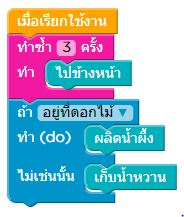 เมื่อเรียกใช้งาน
ทำซ้ำ 3 ครั้ง
ทำ ไปข้างหน้า
ถ้า อยู่ที่ดอกไม้ ▼
ทำ (do) ผลิตน้ำผึ้ง
ไม่เช่นนั้น เก็บน้ำหวาน